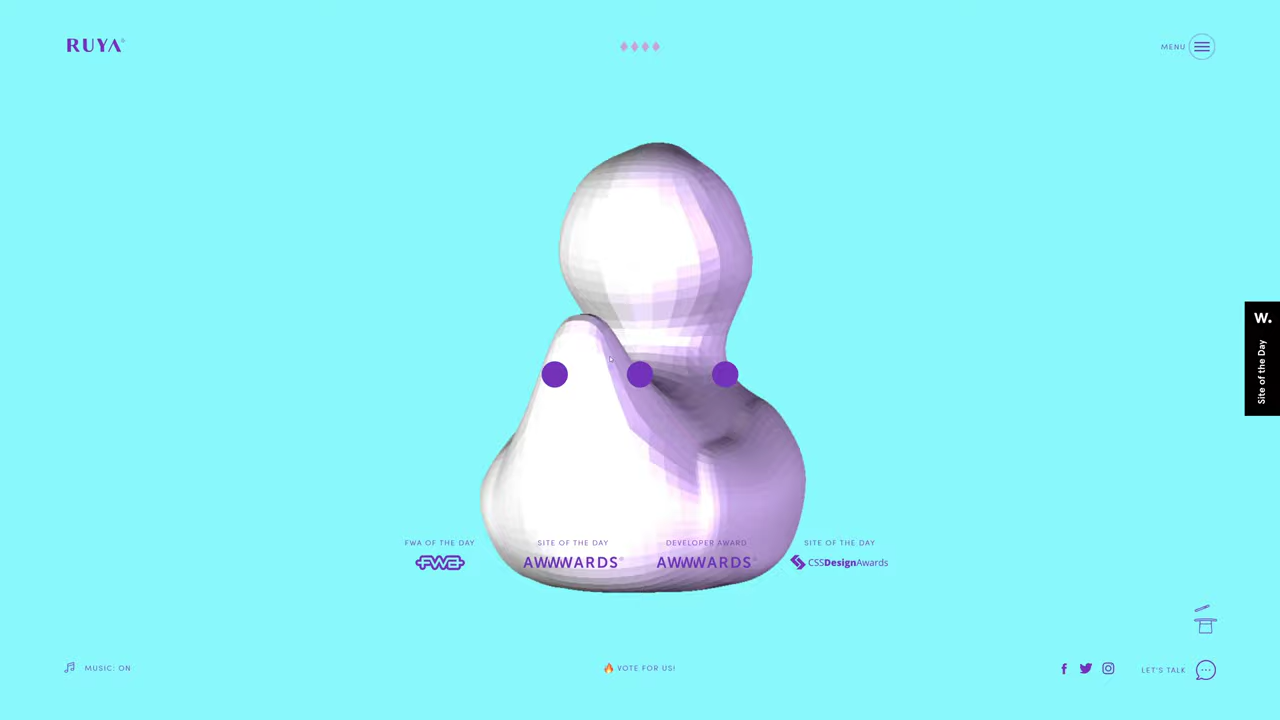 RUYA®
MENU
W.
Site of the Day
FWA OF THE DAY
SITE OF THE DAY
DEVELOPER AWARD
SITE OF THE DAY
FWA
AWWWARDS®
AWWWARDS®
CSSDesignAwards
MUSIC: ON
VOTE FOR US!
LET'S TALK